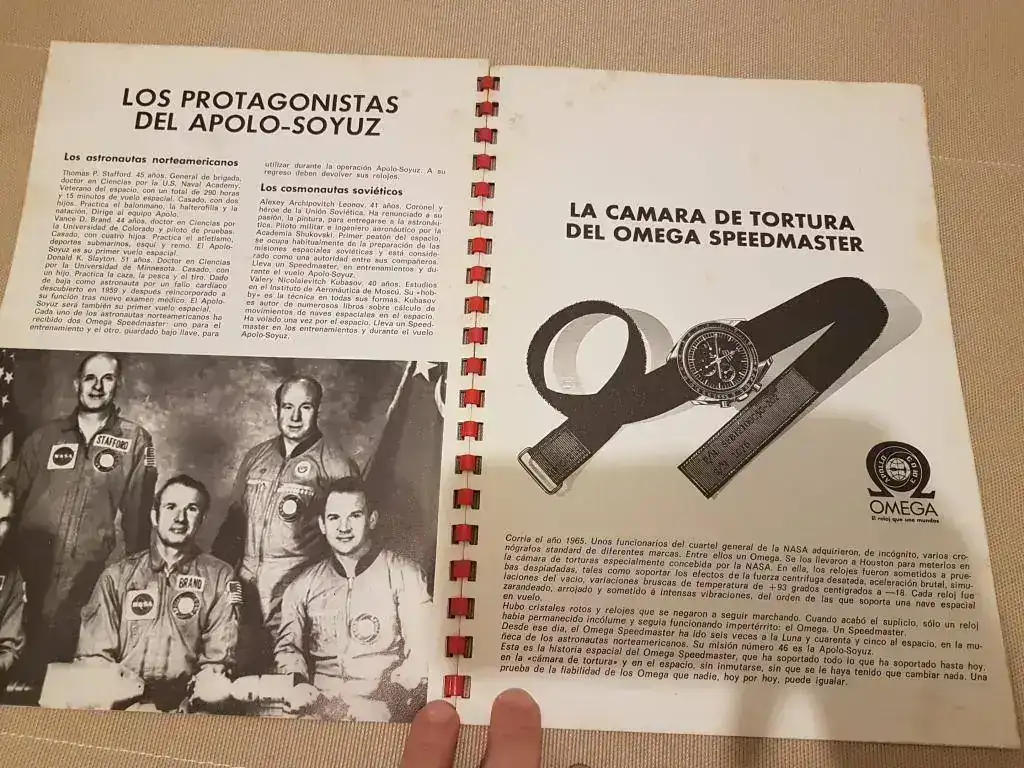 LOS PROTAGONISTAS
DEL APOLO-SOYUZ
Los astronautas norteamericanos
Thomas P. Stafford. 45 años. General de brigada,
doctor en Ciencias por la U.S. Naval Academy.
Veterano del espacio, con un total de 290 horas
y 15 minutos de vuelo espacial. Casado, con dos
hijos. Practica el balonmano, la halterofilia y la
natación. Dirige al equipo Apolo.
Vance D. Brand. 44 años, doctor en Ciencias por
la Universidad de Colorado y piloto de pruebas.
Casado, con cuatro hijos. Practica el atletismo,
deportes submarinos, esquí y remo. El Apolo-
Soyuz es su primer vuelo espacial.
Donald K. Slayton. 51 años. Doctor en Ciencias
por la Universidad de Minnesota. Casado, con
un hijo. Practica la caza, la pesca y el tiro. Dado
de baja como astronauta por un fallo cardíaco
descubierto en 1959 y después reincorporado a
su función tras nuevo examen médico. El Apolo-
Soyuz será también su primer vuelo espacial.
Cada uno de los astronautas norteamericanos ha
recibido dos Omega Speedmaster: uno para el
entrenamiento y el otro, guardado bajo llave, para
utilizar durante la operación Apolo-Soyuz. A su
regreso deben devolver sus relojes.
Los cosmonautas soviéticos
Alexey Archipovitch Leonov. 41 años. Coronel y
héroe de la Unión Soviética. Ha renunciado a su
pasión, la pintura, para entregarse a la astronáu-
tica. Piloto militar e ingeniero aeronáutico por la
Academia Shukovski. Primer peatón del espacio,
se ocupa habitualmente de la preparación de las
misiones espaciales soviéticas y está conside-
rado como una autoridad entre sus compañeros.
Lleva un Speedmaster, en entrenamientos y du-
rante el vuelo Apolo-Soyuz.
Valery Nicolaievitch Kubasov. 40 años. Estudios
en el Instituto de Aeronáutica de Moscú. Su «hob-
by» es la técnica en todas sus formas. Kubasov
es autor de numerosos libros sobre cálculo de
movimientos de naves espaciales en el espacio.
Ha volado una vez por el espacio. Lleva un Speed-
master en los entrenamientos y durante el vuelo
Apolo-Soyuz.
STAFFORD
NASA
BRAND
NASA
LA CAMARA DE TORTURA
DEL OMEGA SPEEDMASTER
APOLLO
OMEGA
El reloj que une mundos
Corría el año 1965. Unos funcionarios del cuartel general de la NASA adquirieron, de incógnito, varios cro-
nógrafos standard de diferentes marcas. Entre ellos un Omega. Se los llevaron a Houston para meterlos en
la cámara de torturas especialmente concebida por la NASA. En ella, los relojes fueron sometidos a prue-
bas despiadadas, tales como soportar los efectos de la fuerza centrífuga desatada, aceleración brutal, simu-
laciones del vacío, variaciones bruscas de temperatura de +93 grados centígrados a —18. Cada reloj fue
zarandeado, arrojado y sometido á intensas vibraciones, del orden de las que soporta una nave espacial
en vuelo.
Hubo cristales rotos y relojes que se negaron a seguir marchando. Cuando acabó el suplicio, sólo un reloj
había permanecido incólume y seguía funcionando impertérrito: el Omega. Un Speedmaster.
Desde ese día, el Omega Speedmaster ha ido seis veces a la Luna y cuarenta y cinco al espacio, en la mu-
ñeca de los astronautas norteamericanos. Su misión número 46 es la Apolo-Soyuz.
Esta es la historia espacial del Omega Speedmaster, que ha soportado todo lo que ha soportado hasta hoy,
en la «cámara de tortura» y en el espacio, sin inmutarse, sin que se le haya tenido que cambiar nada. Una
prueba de la fiabilidad de los Omega que nadie, hoy por hoy, puede igualar.